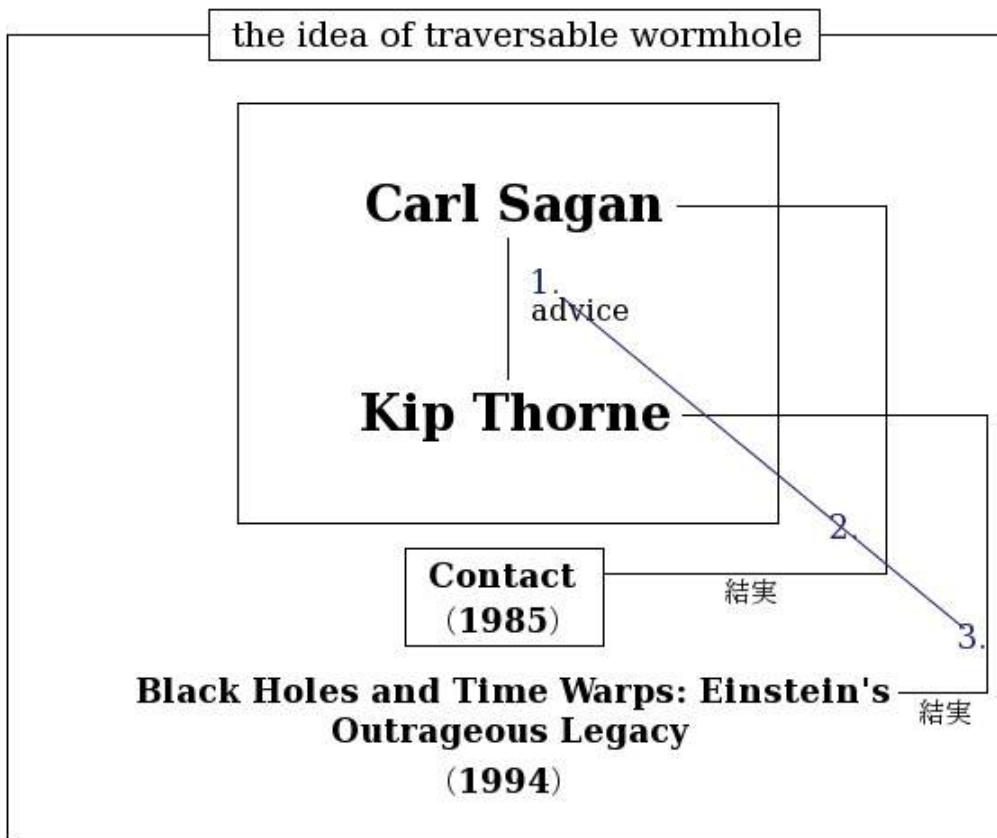 the idea of traversable wormhole
Carl Sagan
1.
advice
Kip Thorne
2.
Contact
（1985）
結実
3.
Black Holes and Time Warps: Einstein's
Outrageous Legacy
（1994）
結実